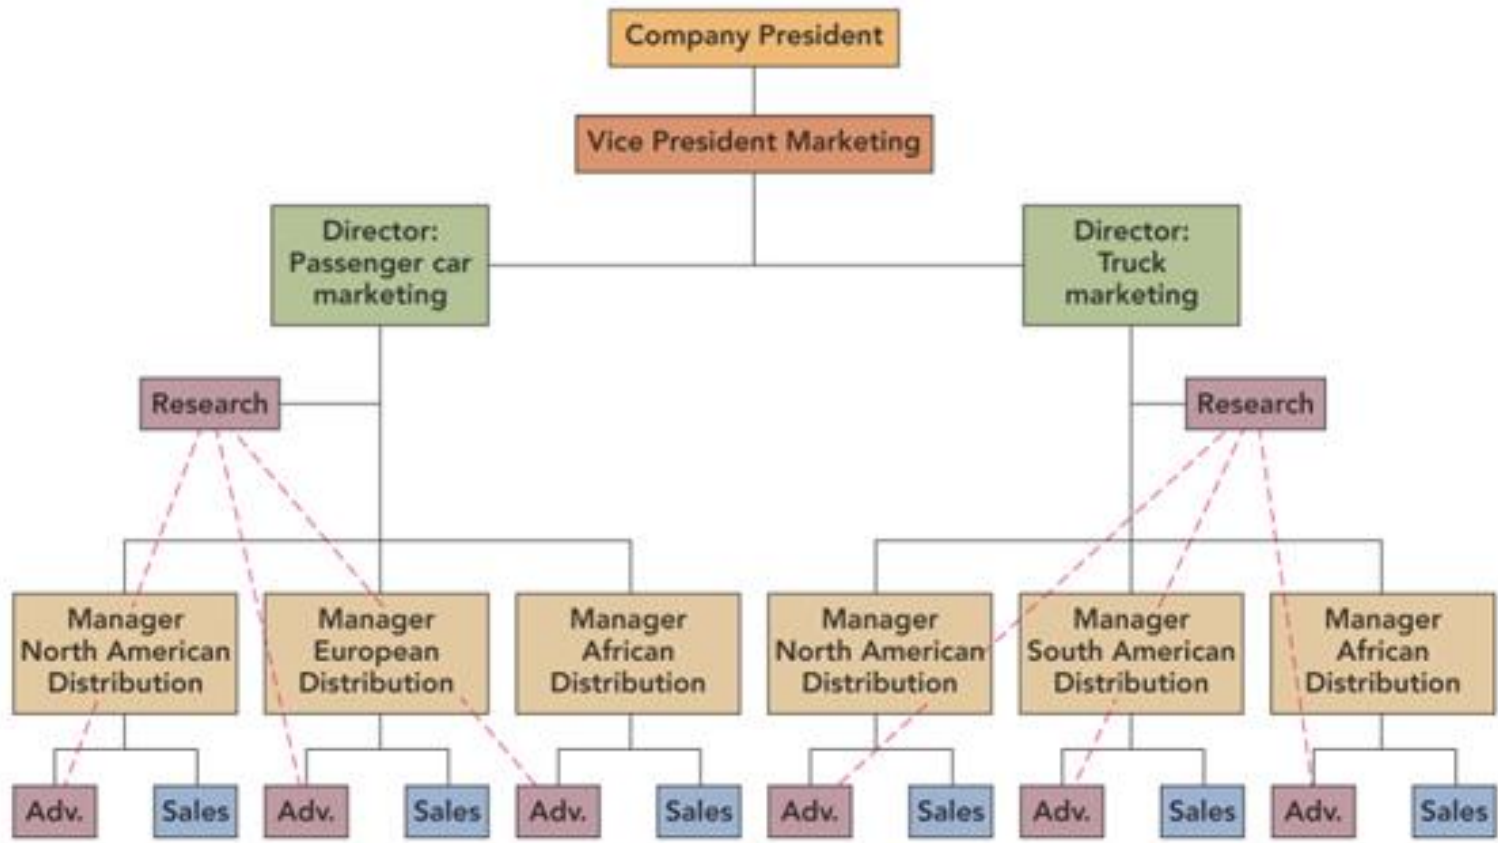 Company President
Vice President Marketing
Director:
Passenger car
marketing
Director:
Truck
marketing
Research
Research
Manager
North American
Distribution
Manager
European
Distribution
Manager
African
Distribution
Manager
North American
Distribution
Manager
South American
Distribution
Manager
African
Distribution
Adv.
Sales
Adv.
Sales
Adv.
Sales
Adv.
Sales
Adv.
Sales
Adv.
Sales